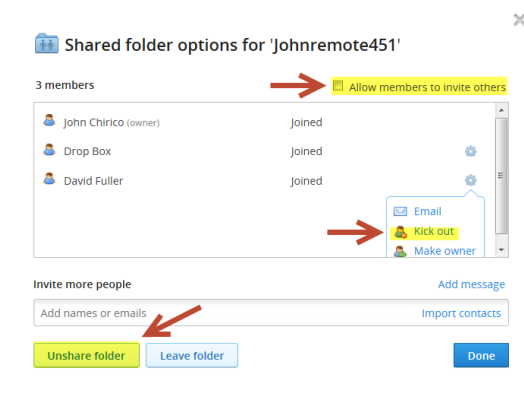 Shared folder options for 'Johnremote451'
3 members
Allow members to invite others
John Chirico (owner) Joined
Drop Box Joined
David Fuller Joined
Email
Kick out
Make owner
Invite more people Add message
Add names or emails Import contacts
Unshare folder Leave folder Done